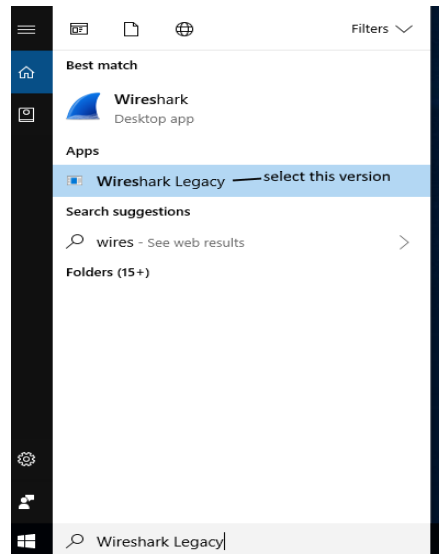 Filters
Best match
Wireshark
Desktop app
Apps
Wireshark Legacy select this version
Search suggestions
wires - See web results
Folders (15+)
Wireshark Legacy